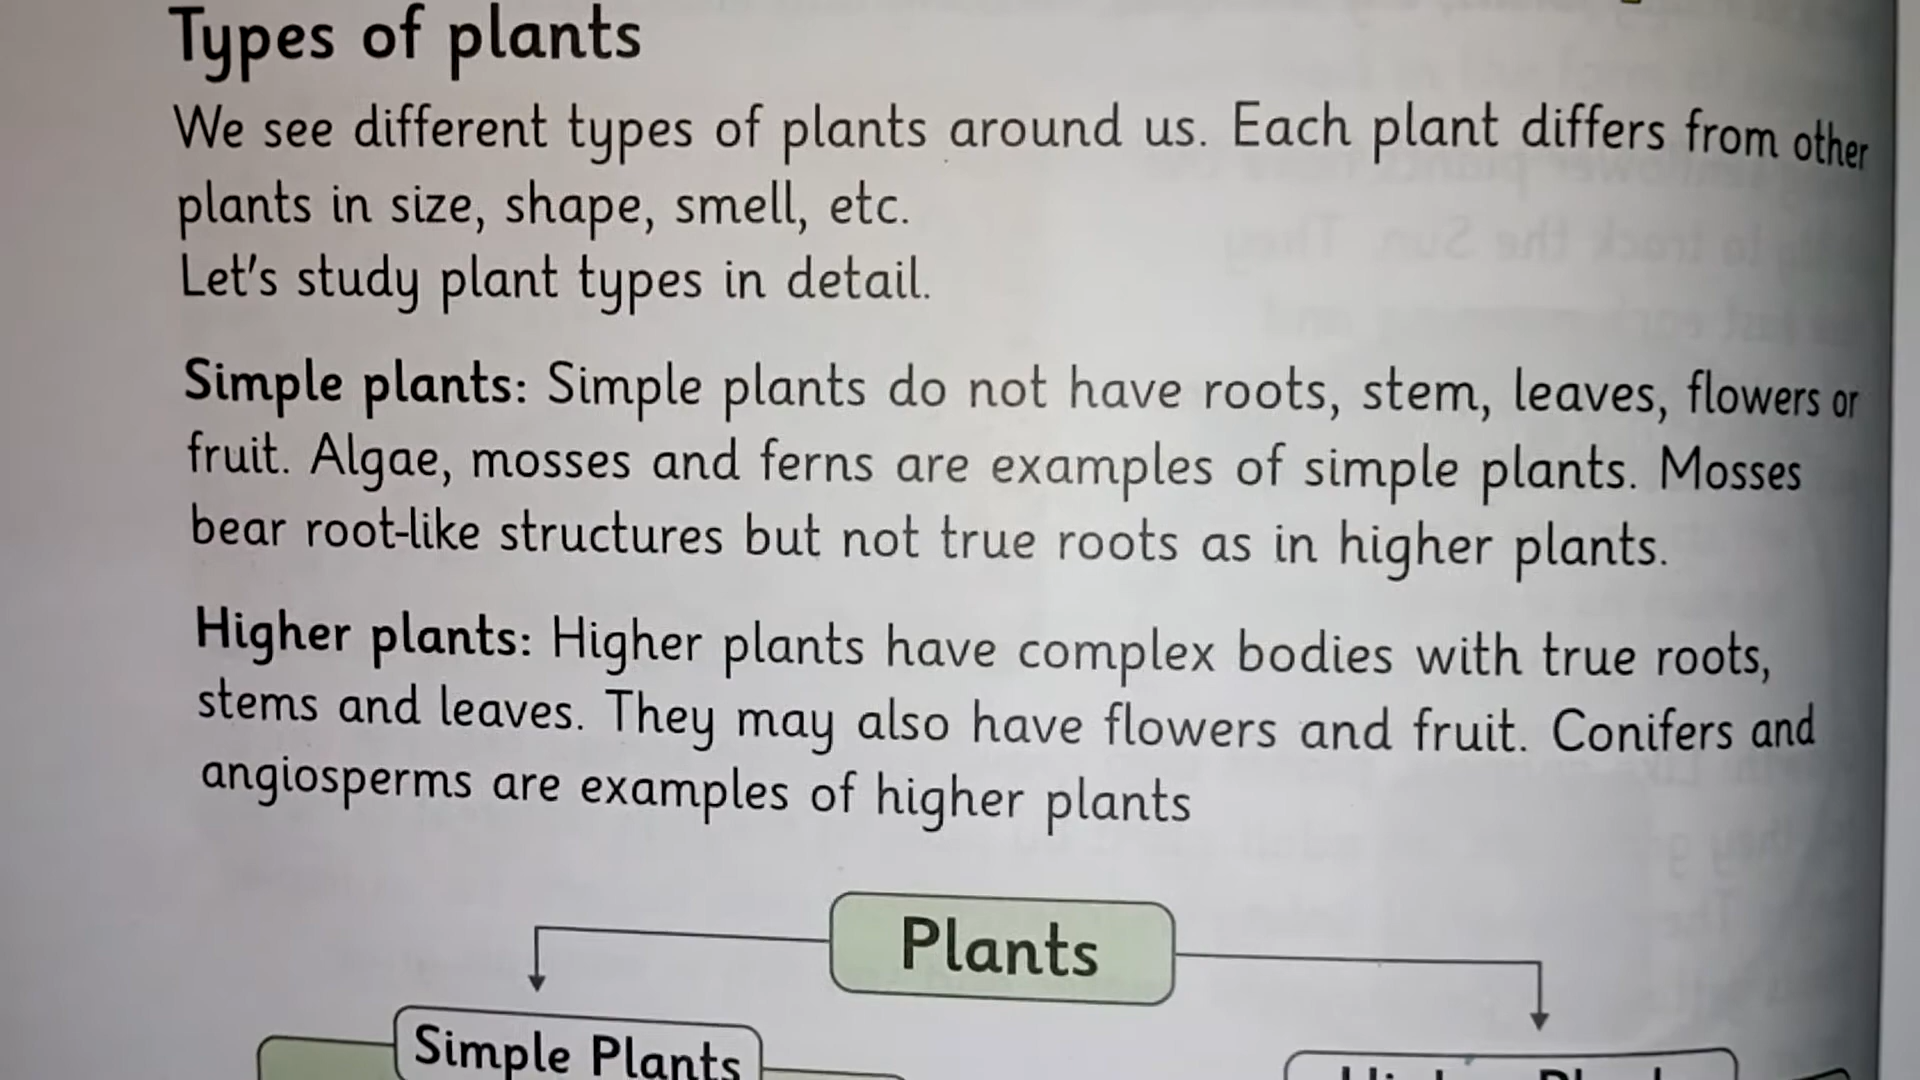 Types of plants
We see different types of plants around us. Each plant differs from other
plants in size, shape, smell, etc.
Let's study plant types in detail.
Simple plants: Simple plants do not have roots, stem, leaves, flowers or
fruit. Algae, mosses and ferns are examples of simple plants. Mosses
bear root-like structures but not true roots as in higher plants.
Higher plants: Higher plants have complex bodies with true roots,
stems and leaves. They may also have flowers and fruit. Conifers and
angiosperms are examples of higher plants
Plants
Simple Plants